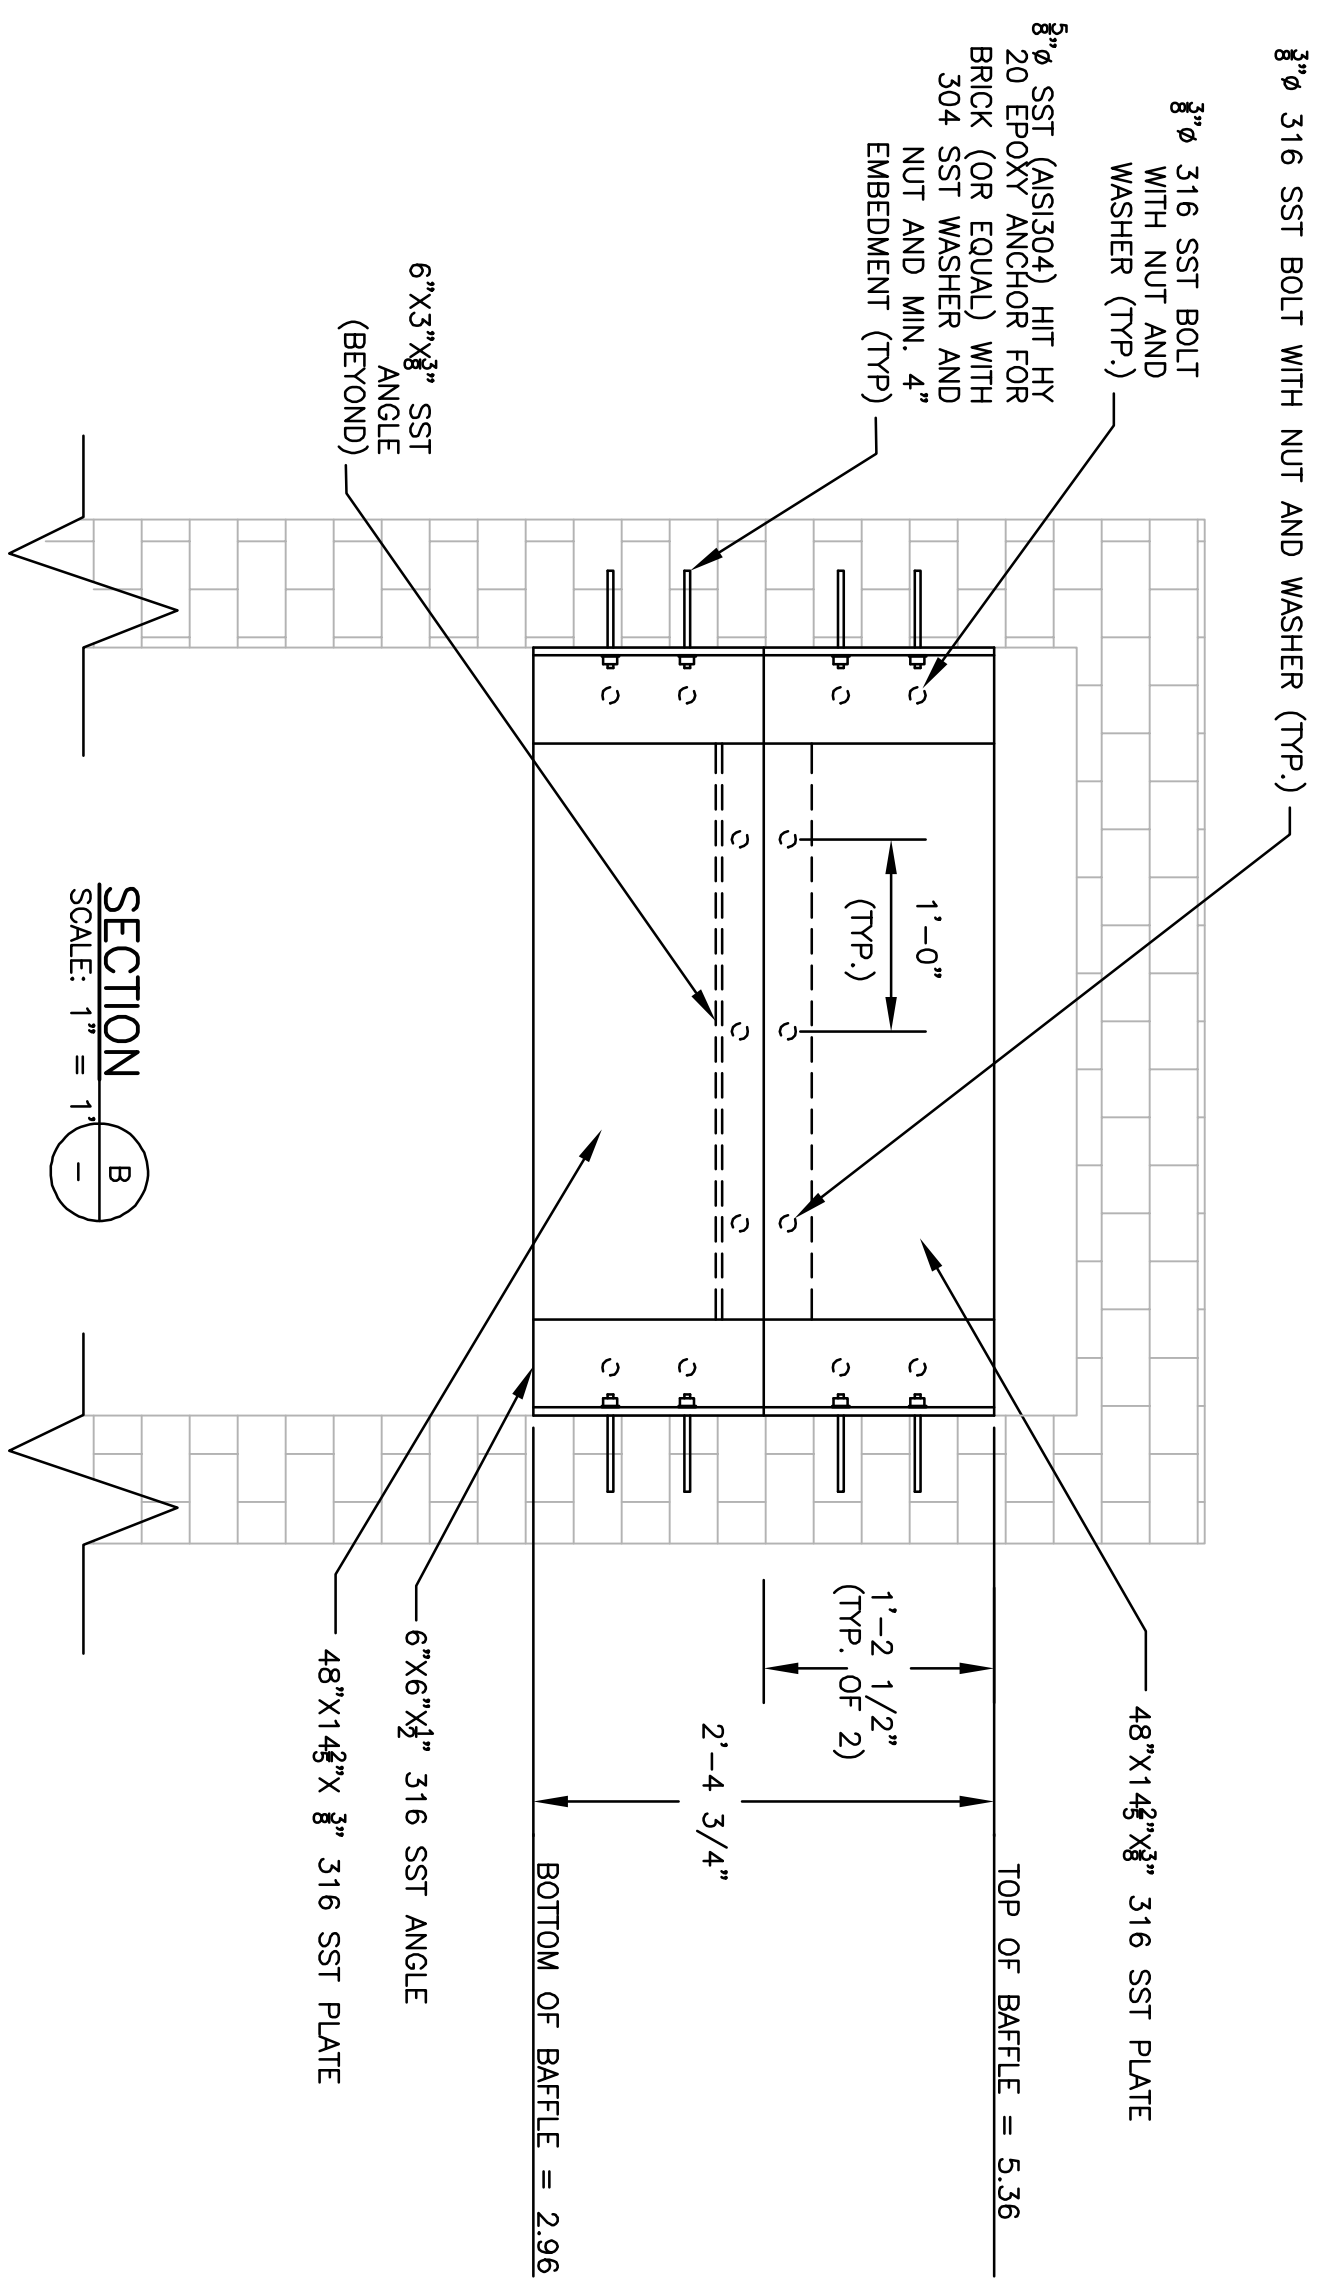 ⅜"ø 316 SST BOLT WITH NUT AND WASHER (TYP.)
⅜"ø 316 SST BOLT
WITH NUT AND
WASHER (TYP.)
⅝"ø SST (AISI304) HIT HY
20 EPOXY ANCHOR FOR
BRICK (OR EQUAL) WITH
304 SST WASHER AND
NUT AND MIN. 4"
EMBEDMENT (TYP)
6"X3"X⅜" SST
ANGLE
(BEYOND)
1'-0"
(TYP.)
48"X14⅖"X⅜" 316 SST PLATE
TOP OF BAFFLE = 5.36
1'-2 1/2"
(TYP. OF 2)
2'-4 3/4"
BOTTOM OF BAFFLE = 2.96
6"X6"X½" 316 SST ANGLE
48"X14⅖"X ⅜" 316 SST PLATE
SECTION
SCALE: 1" = 1'
B
-